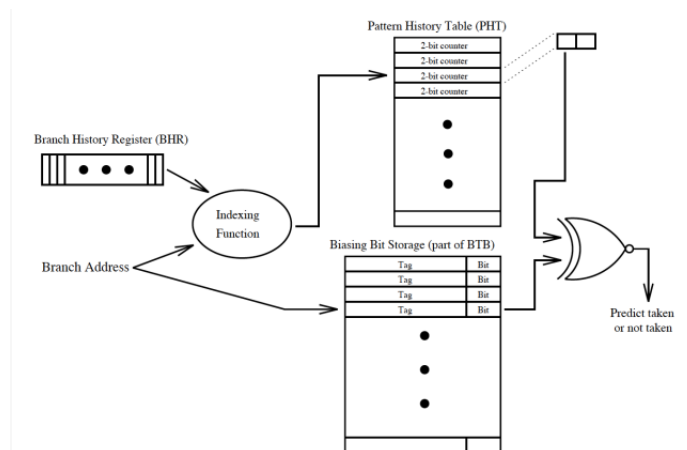 Pattern History Table (PHT)
2-bit counter
2-bit counter
2-bit counter
2-bit counter
Branch History Register (BHR)
Indexing
Function
Branch Address
Biasing Bit Storage (part of BTB)
Tag Bit
Tag Bit
Tag Bit
Tag Bit
Predict taken
or not taken